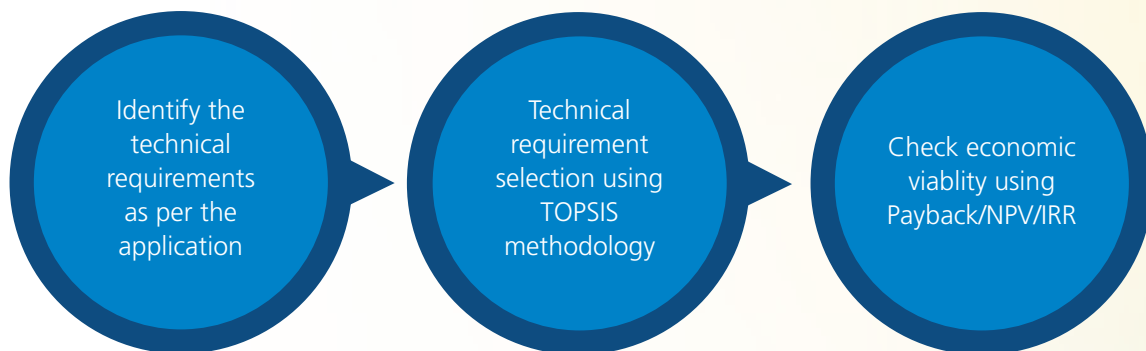 Identify the
technical
requirements
as per the
application
Technical
requirement
selection using
TOPSIS
methodology
Check economic
viablity using
Payback/NPV/IRR